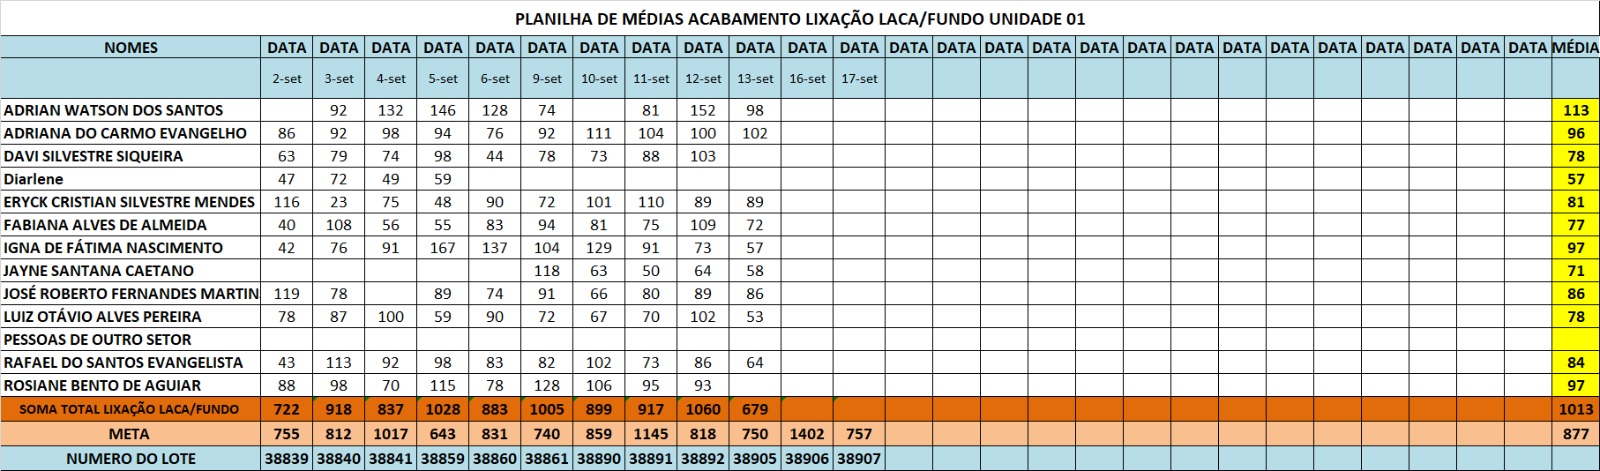 PLANILHA DE MÉDIAS ACABAMENTO LIXAÇÃO LACA/FUNDO UNIDADE 01
NOMES DATA DATA DATA DATA DATA DATA DATA DATA DATA DATA DATA DATA DATA DATA DATA DATA DATA DATA DATA DATA DATA DATA DATA DATA DATA DATA MÉDIA
2-set 3-set 4-set 5-set 6-set 9-set 10-set 11-set 12-set 13-set 16-set 17-set
ADRIAN WATSON DOS SANTOS 92 132 146 128 74 81 152 98 113
ADRIANA DO CARMO EVANGELHO 86 92 98 94 76 92 111 104 100 102 96
DAVI SILVESTRE SIQUEIRA 63 79 74 98 44 78 73 88 103 78
Diarlene 47 72 49 59 57
ERYCK CRISTIAN SILVESTRE MENDES 116 23 75 48 90 72 101 110 89 89 81
FABIANA ALVES DE ALMEIDA 40 108 56 55 83 94 81 75 109 72 77
IGNA DE FÁTIMA NASCIMENTO 42 76 91 167 137 104 129 91 73 57 97
JAYNE SANTANA CAETANO 118 63 50 64 58 71
JOSÉ ROBERTO FERNANDES MARTIN 119 78 89 74 91 66 80 89 86 86
LUIZ OTÁVIO ALVES PEREIRA 78 87 100 59 90 72 67 70 102 53 78
PESSOAS DE OUTRO SETOR
RAFAEL DO SANTOS EVANGELISTA 43 113 92 98 83 82 102 73 86 64 84
ROSIANE BENTO DE AGUIAR 88 98 70 115 78 128 106 95 93 97
SOMA TOTAL LIXAÇÃO LACA/FUNDO 722 918 837 1028 883 1005 899 917 1060 679 1013
META 755 812 1017 643 831 740 859 1145 818 750 1402 757 877
NUMERO DO LOTE 38839 38840 38841 38859 38860 38861 38890 38891 38892 38905 38906 38907